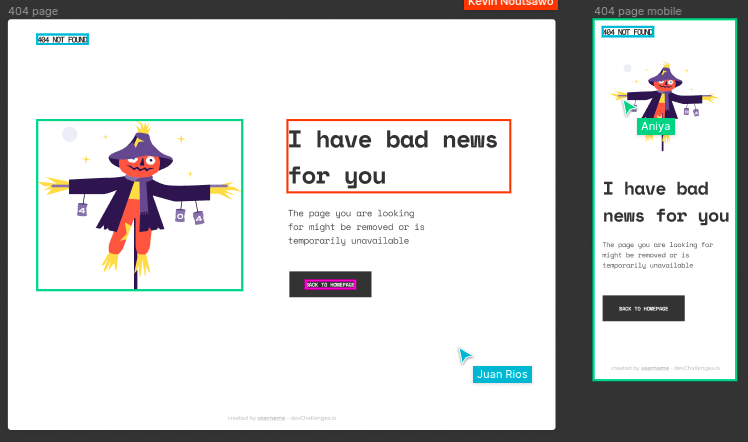 404 page
Kevin Noutsawo
404 page mobile
404 NOT FOUND
I have bad news
for you
The page you are looking
for might be removed or is
temporarily unavailable
BACK TO HOMEPAGE
4
0
4
Juan Rios
created by username - devChallenges.io
404 NOT FOUND
Aniya
I have bad
news for you
The page you are looking for
might be removed or is
temporarily unavailable
BACK TO HOMEPAGE
created by username - devChallenges.io